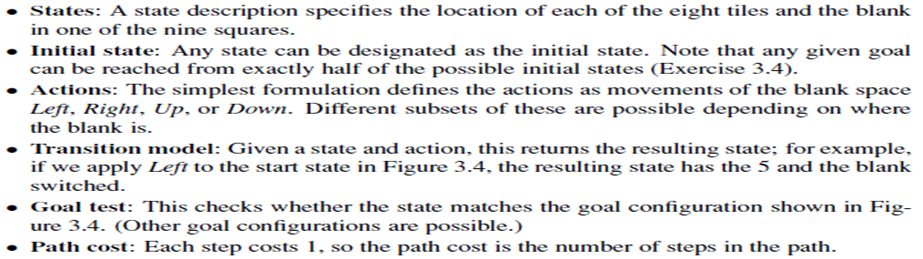 • States: A state description specifies the location of each of the eight tiles and the blank
in one of the nine squares.
• Initial state: Any state can be designated as the initial state. Note that any given goal
can be reached from exactly half of the possible initial states (Exercise 3.4).
• Actions: The simplest formulation defines the actions as movements of the blank space
Left, Right, Up, or Down. Different subsets of these are possible depending on where
the blank is.
• Transition model: Given a state and action, this returns the resulting state; for example,
if we apply Left to the start state in Figure 3.4, the resulting state has the 5 and the blank
switched.
• Goal test: This checks whether the state matches the goal configuration shown in Fig-
ure 3.4. (Other goal configurations are possible.)
• Path cost: Each step costs 1, so the path cost is the number of steps in the path.